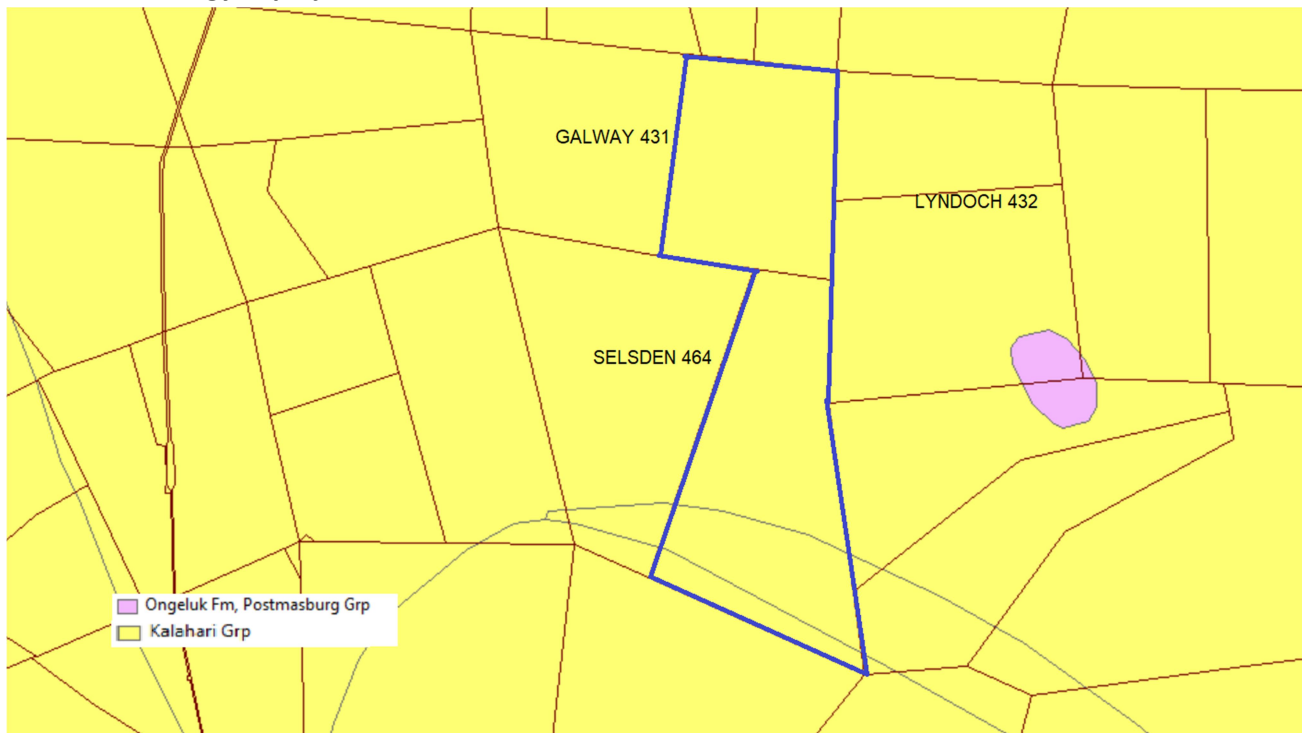 GALWAY 431
LYNDOCH 432
SELSDEN 464
Ongeluk Fm, Postmasburg Grp
Kalahari Grp